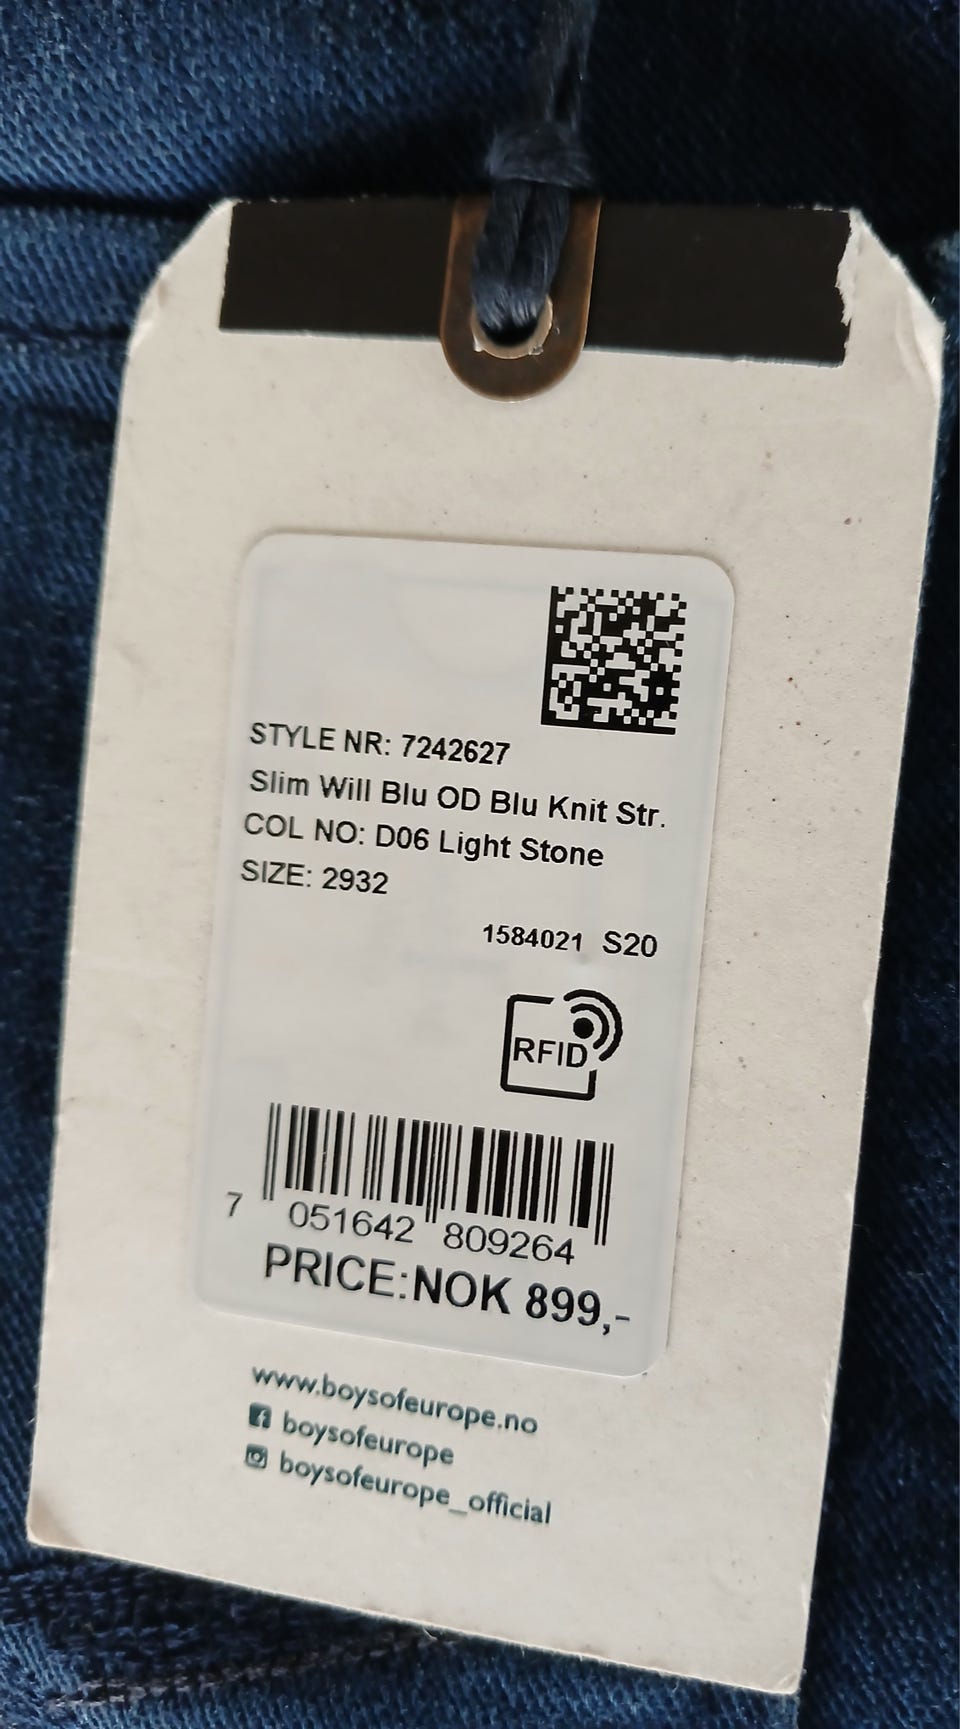 STYLE NR: 7242627
Slim Will Blu OD Blu Knit Str.
COL NO: D06 Light Stone
SIZE: 2932
1584021 S20
RFID
7 051642 809264
PRICE:NOK 899,-
www.boysofeurope.no
boysofeurope
boysofeurope_official